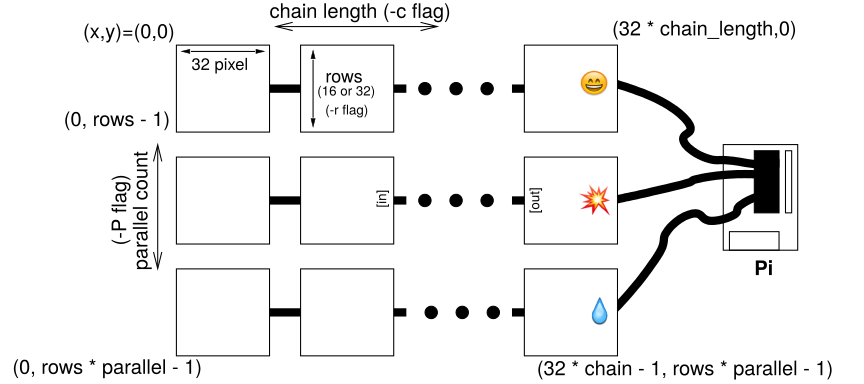 chain length (-c flag)
(x,y)=(0,0)
(32 * chain_length,0)
32 pixel
rows
(16 or 32)
(-r flag)
(0, rows - 1)
(-P flag)
parallel count
[in]
[out]
Pi
(0, rows * parallel - 1)
(32 * chain - 1, rows * parallel - 1)